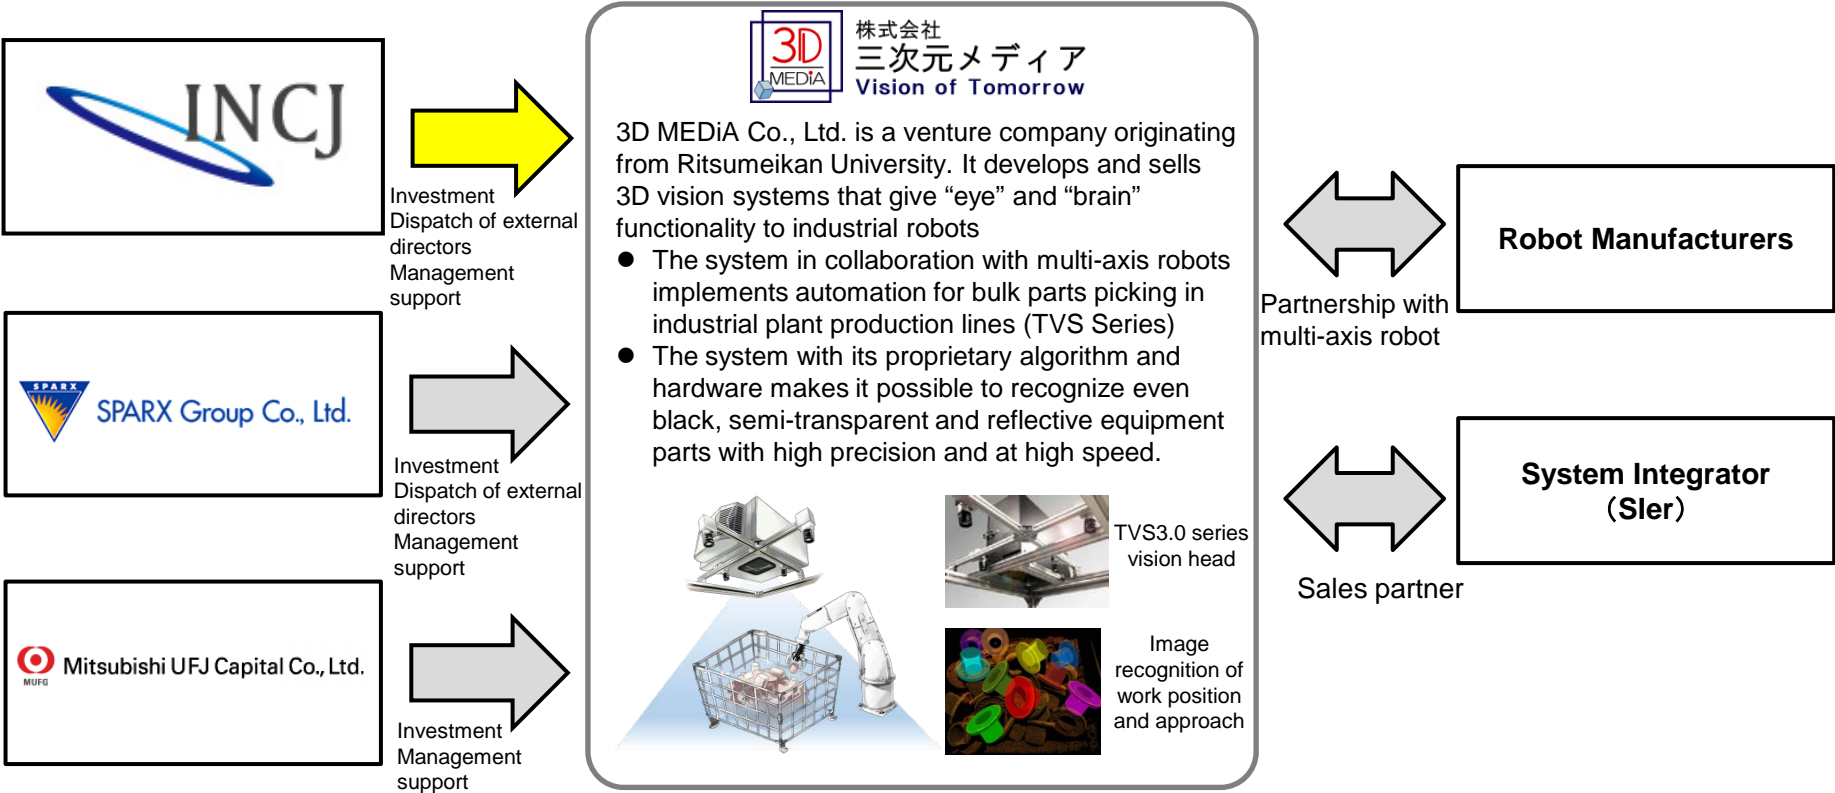 INCJ
Investment
Dispatch of external
directors
Management
support
SPARX
SPARX Group Co., Ltd.
Investment
Dispatch of external
directors
Management
support
MUFG
Mitsubishi UFJ Capital Co., Ltd.
Investment
Management
support
3D
MEDiA
株式会社
三次元メディア
Vision of Tomorrow
3D MEDiA Co., Ltd. is a venture company originating
from Ritsumeikan University. It develops and sells
3D vision systems that give “eye” and “brain”
functionality to industrial robots
● The system in collaboration with multi-axis robots
implements automation for bulk parts picking in
industrial plant production lines (TVS Series)
● The system with its proprietary algorithm and
hardware makes it possible to recognize even
black, semi-transparent and reflective equipment
parts with high precision and at high speed.
TVS3.0 series
vision head
Image
recognition of
work position
and approach
Partnership with
multi-axis robot
Robot Manufacturers
Sales partner
System Integrator
（SIer）